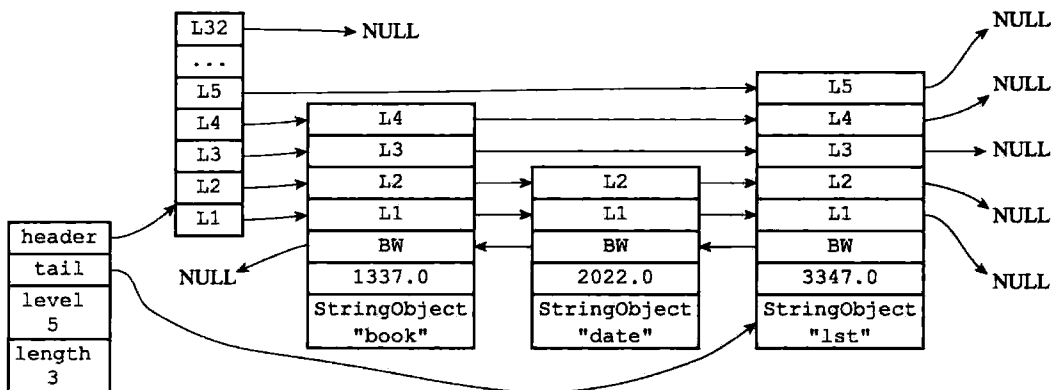 L32
...
L5
L4
L3
L2
L1
NULL
header
tail
level
5
length
3
NULL
L4
L3
L2
L1
BW
1337.0
StringObject
"book"
L2
L1
BW
2022.0
StringObject
"date"
L5
L4
L3
L2
L1
BW
3347.0
StringObject
"lst"
NULL
NULL
NULL
NULL
NULL